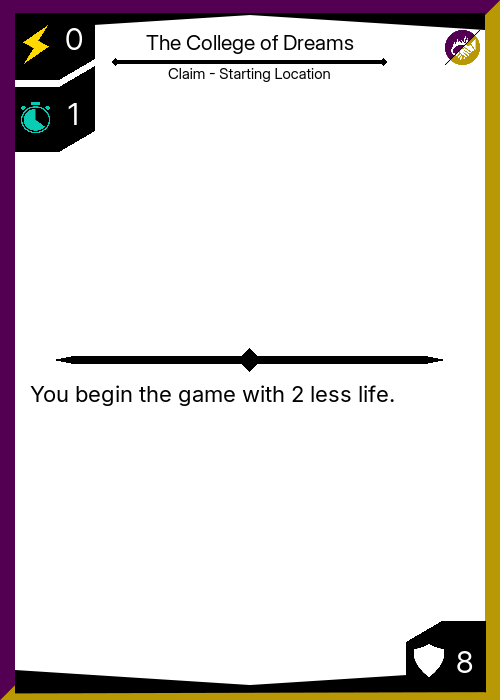 0
The College of Dreams
Claim - Starting Location
1
You begin the game with 2 less life.
8